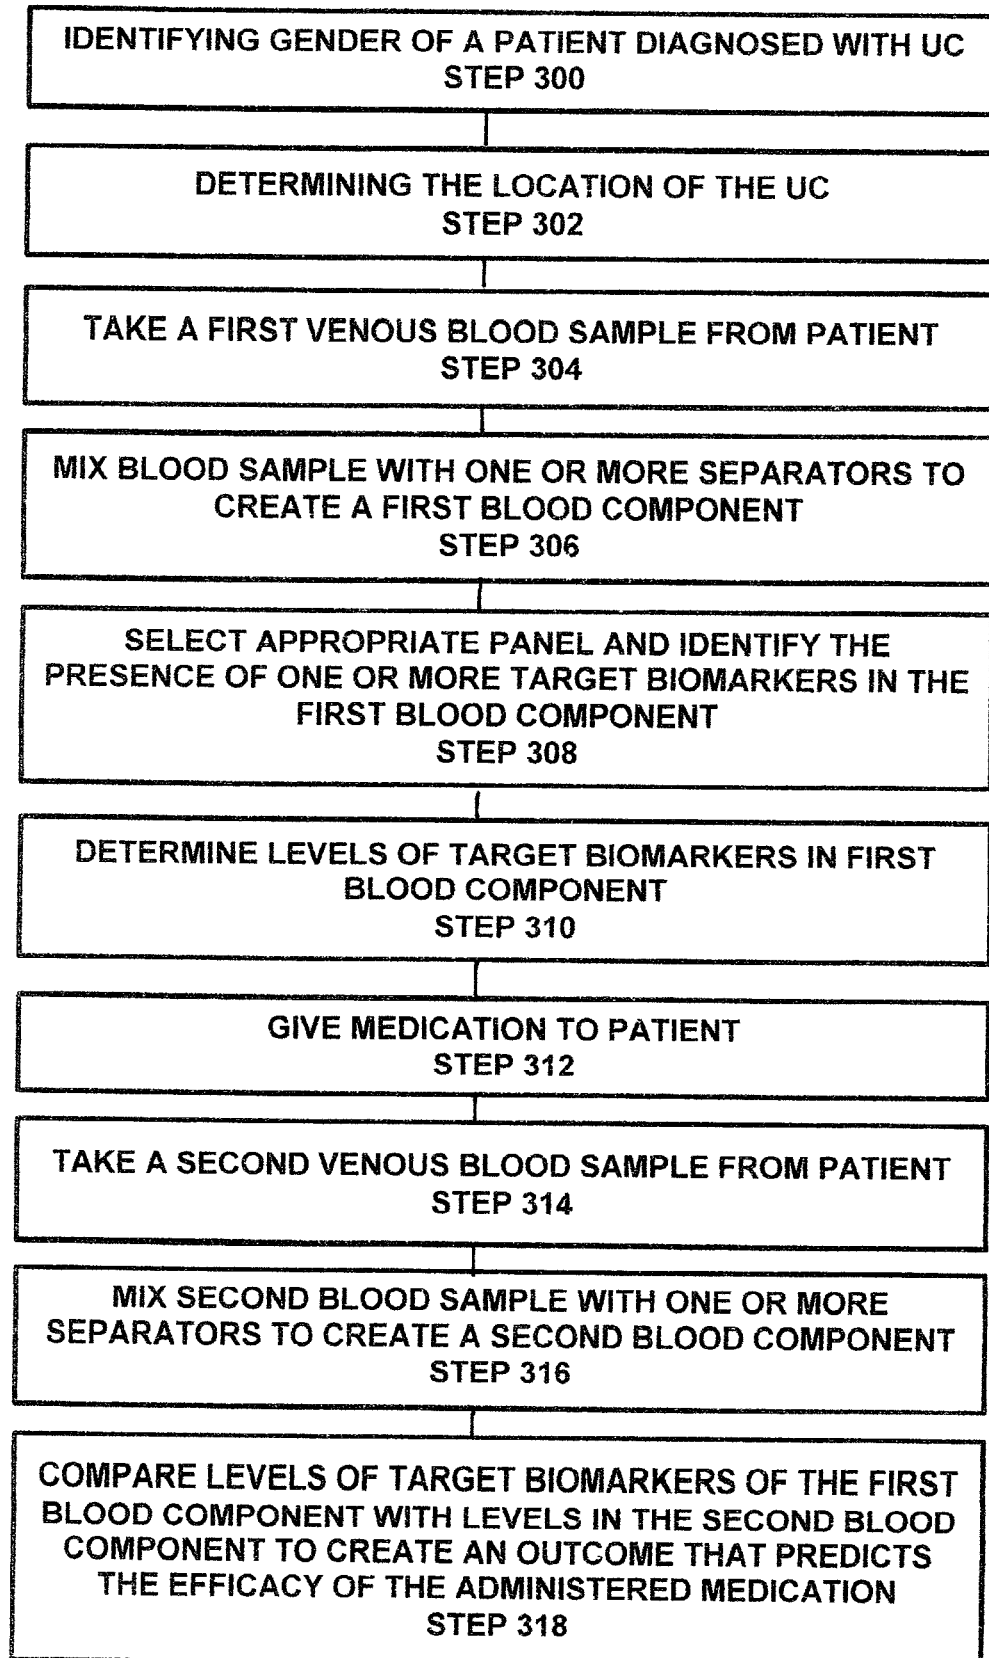 IDENTIFYING GENDER OF A PATIENT DIAGNOSED WITH UC
STEP 300
DETERMINING THE LOCATION OF THE UC
STEP 302
TAKE A FIRST VENOUS BLOOD SAMPLE FROM PATIENT
STEP 304
MIX BLOOD SAMPLE WITH ONE OR MORE SEPARATORS TO
CREATE A FIRST BLOOD COMPONENT
STEP 306
SELECT APPROPRIATE PANEL AND IDENTIFY THE
PRESENCE OF ONE OR MORE TARGET BIOMARKERS IN THE
FIRST BLOOD COMPONENT
STEP 308
DETERMINE LEVELS OF TARGET BIOMARKERS IN FIRST
BLOOD COMPONENT
STEP 310
GIVE MEDICATION TO PATIENT
STEP 312
TAKE A SECOND VENOUS BLOOD SAMPLE FROM PATIENT
STEP 314
MIX SECOND BLOOD SAMPLE WITH ONE OR MORE
SEPARATORS TO CREATE A SECOND BLOOD COMPONENT
STEP 316
COMPARE LEVELS OF TARGET BIOMARKERS OF THE FIRST
BLOOD COMPONENT WITH LEVELS IN THE SECOND BLOOD
COMPONENT TO CREATE AN OUTCOME THAT PREDICTS
THE EFFICACY OF THE ADMINISTERED MEDICATION
STEP 318